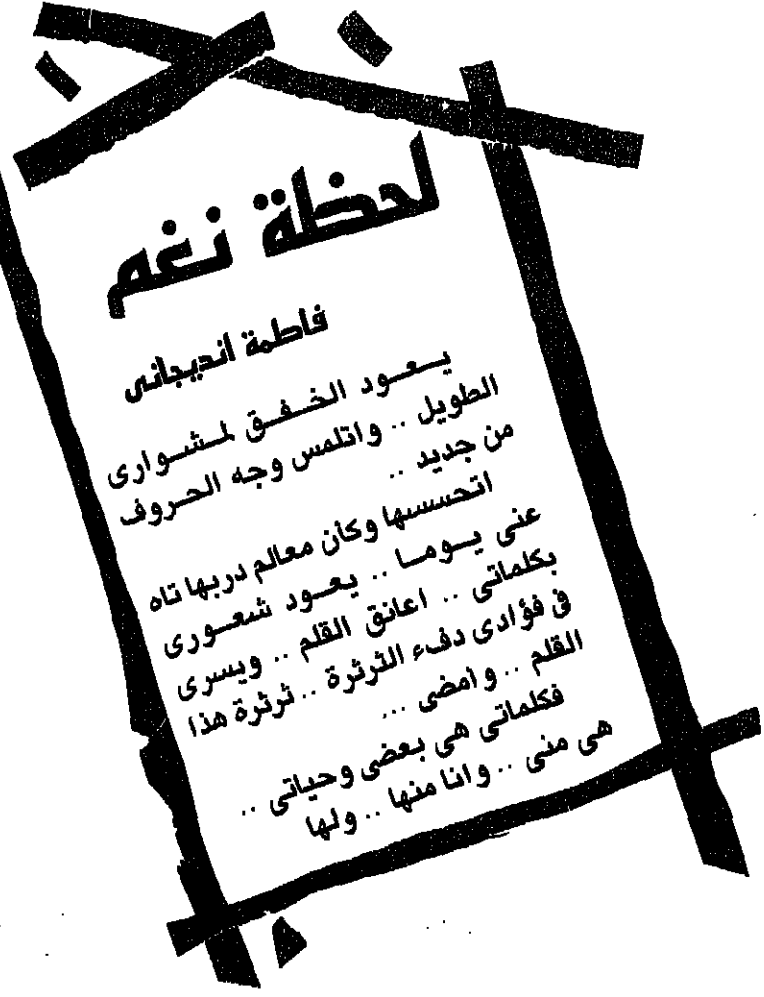 لحظة نغم
فاطمة انديجانى
يعود الخفق لمشوارى
الطويل .. واتلمس وجه الحروف
من جديد ..
اتحسسها وكأن معالم دربها تاه
عنى يوما .. يعود شعورى
بكلماتى .. اعانق القلم .. ويسرى
فى فؤادى دفء الثرثرة .. ثرثرة هذا
القلم .. وامضى ...
فكلماتى هى بعضى وحياتى ..
هى منى .. وانا منها .. ولها